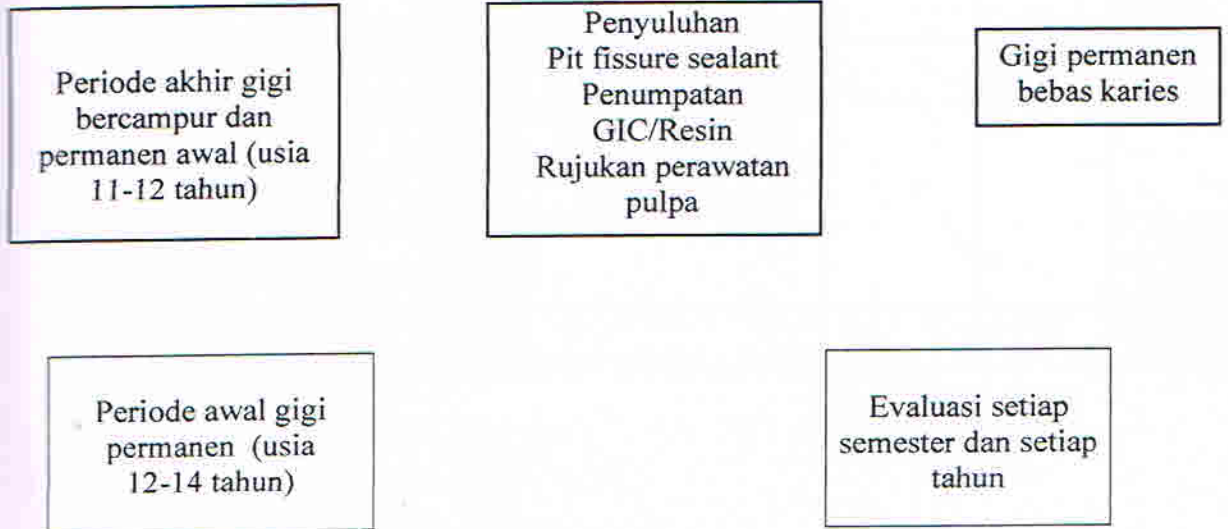 Periode akhir gigi
bercampur dan
permanen awal (usia
11-12 tahun)
Penyuluhan
Pit fissure sealant
Penumpatan
GIC/Resin
Rujukan perawatan
pulpa
Gigi permanen
bebas karies
Periode awal gigi
permanen (usia
12-14 tahun)
Evaluasi setiap
semester dan setiap
tahun